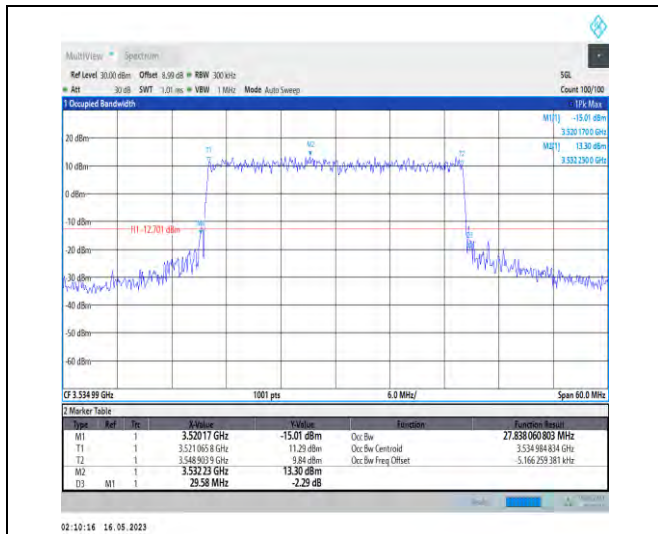 MultiView Spectrum
Ref Level 30.00 dBm Offset 8.99 dB RBW 300 kHz SGL
Att 30 dB SWT 1.01 ms VBW 1 MHz Mode Auto Sweep Count 100/100
1 Occupied Bandwidth 1Pk Max
M1[1] -15.01 dBm
3.5201700 GHz
M2[1] 13.30 dBm
3.5322300 GHz
20 dBm
T1 M2 T2
10 dBm
0 dBm
-10 dBm
H1 -12.701 dBm
M1
D3
-30 dBm
-40 dBm
-50 dBm
-60 dBm
CF 3.53499 GHz 1001 pts 6.0 MHz/ Span 60.0 MHz
2 Marker Table
Type Ref Trc X-Value Y-Value Function Function Result
M1 1 3.52017 GHz -15.01 dBm Occ Bw 27.838060803 MHz
T1 1 3.5210658 GHz 11.29 dBm Occ Bw Centroid 3.534984834 GHz
T2 1 3.5489039 GHz 9.84 dBm Occ Bw Freq Offset -5.166259381 kHz
M2 1 3.53223 GHz 13.30 dBm
D3 M1 1 29.58 MHz -2.29 dB
02:10:16 16.05.2023